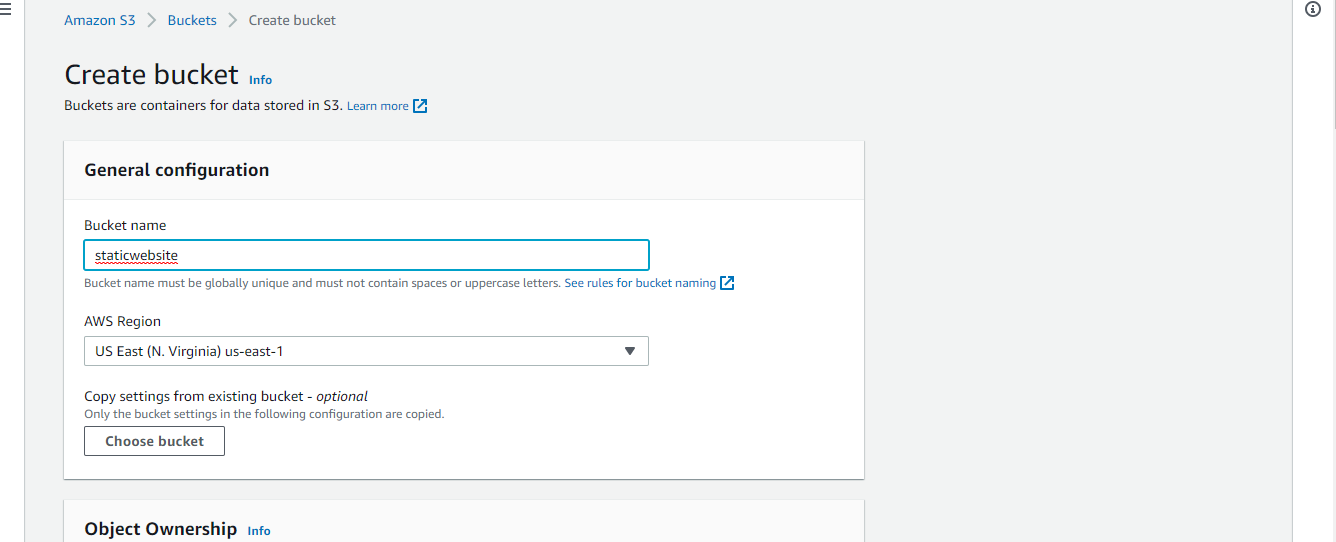 Amazon S3 > Buckets > Create bucket
Create bucket Info
Buckets are containers for data stored in S3. Learn more
General configuration
Bucket name
staticwebsite
Bucket name must be globally unique and must not contain spaces or uppercase letters. See rules for bucket naming
AWS Region
US East (N. Virginia) us-east-1
Copy settings from existing bucket - optional
Only the bucket settings in the following configuration are copied.
Choose bucket
Object Ownership Info